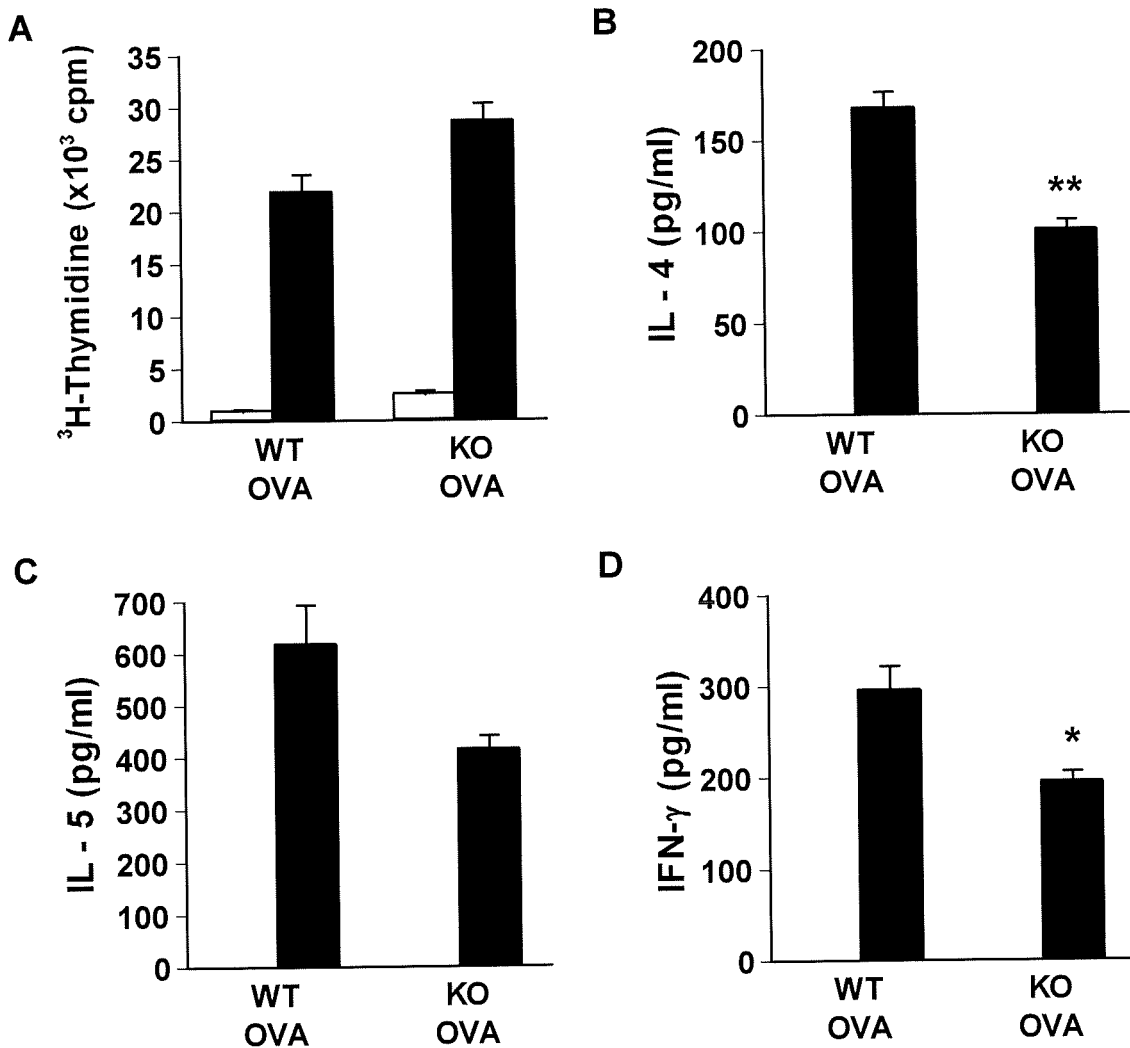 A
³H-Thymidine (x10³ cpm)
35
30
25
20
15
10
5
0
WT
OVA
KO
OVA
B
IL - 4 (pg/ml)
200
150
100
50
0
**
WT
OVA
KO
OVA
C
IL - 5 (pg/ml)
700
600
500
400
300
200
100
0
WT
OVA
KO
OVA
D
IFN-γ (pg/ml)
400
300
200
100
0
*
WT
OVA
KO
OVA